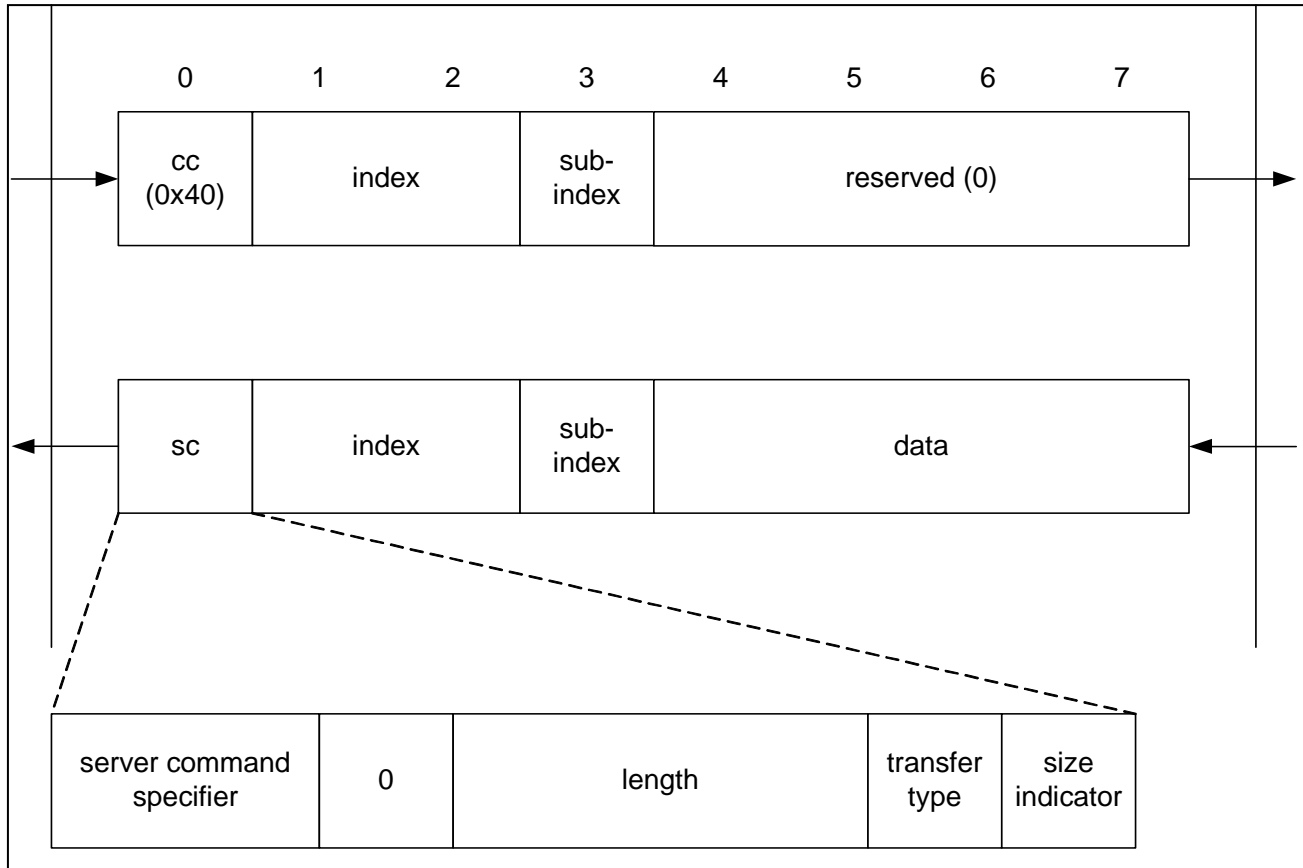 0 1 2 3 4 5 6 7
cc
(0x40)
index
sub-
index
reserved (0)
sc
index
sub-
index
data
server command
specifier
0
length
transfer
type
size
indicator